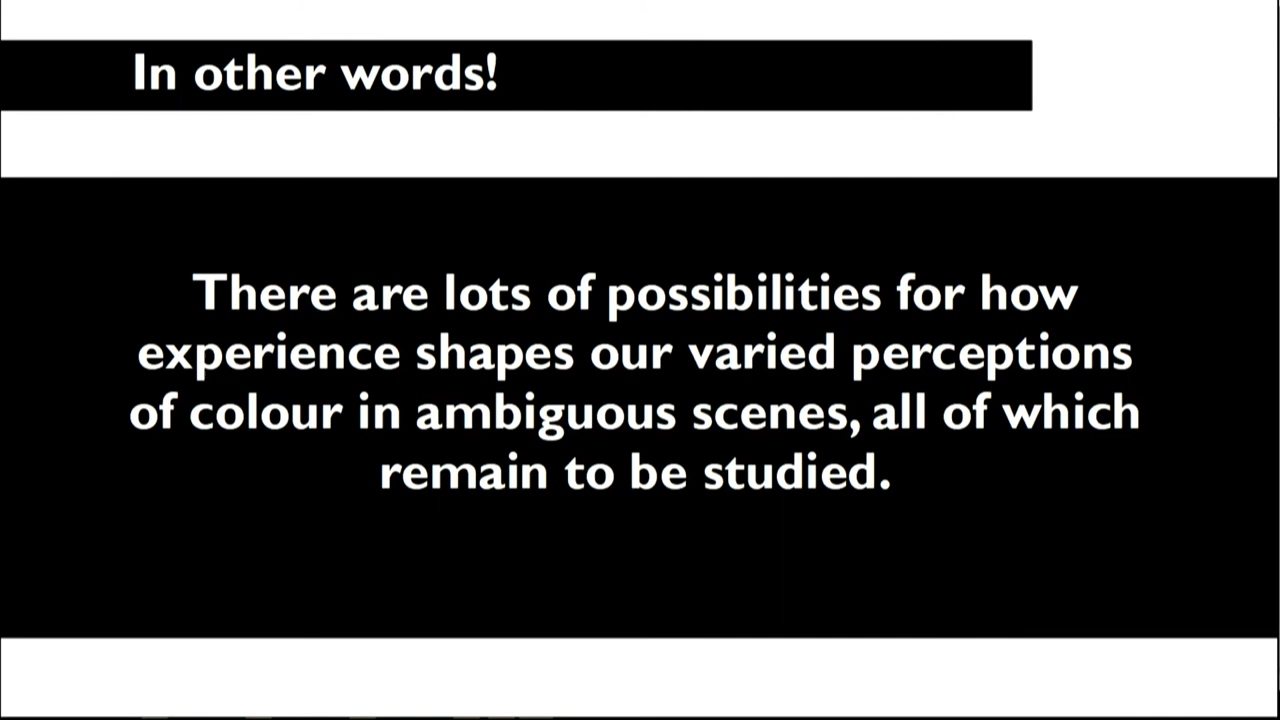 In other words!
There are lots of possibilities for how
experience shapes our varied perceptions
of colour in ambiguous scenes, all of which
remain to be studied.